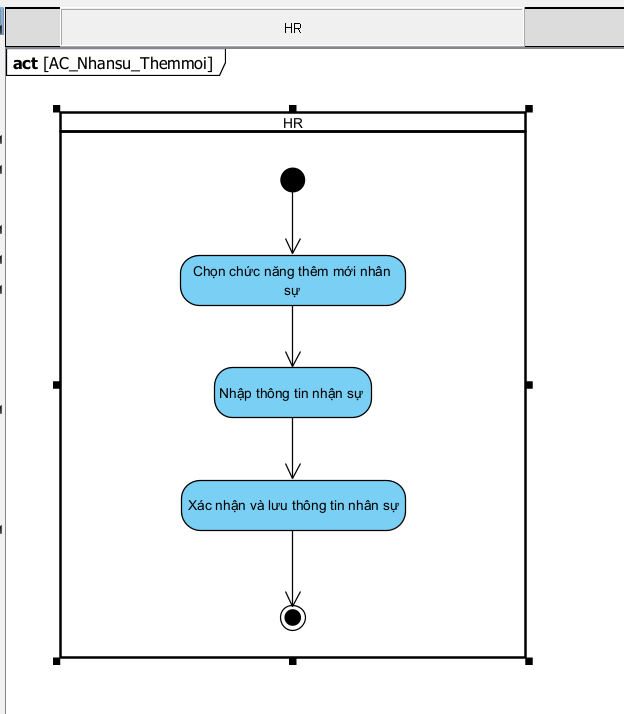 HR
act [AC_Nhansu_Themmoi]
HR
Chọn chức năng thêm mới nhân
sự
Nhập thông tin nhận sự
Xác nhận và lưu thông tin nhân sự